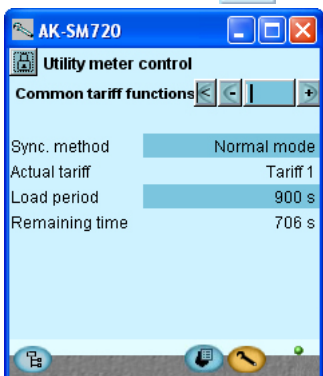 AK-SM720
Utility meter control
Common tariff functions
Sync. method Normal mode
Actual tariff Tariff 1
Load period 900 s
Remaining time 706 s